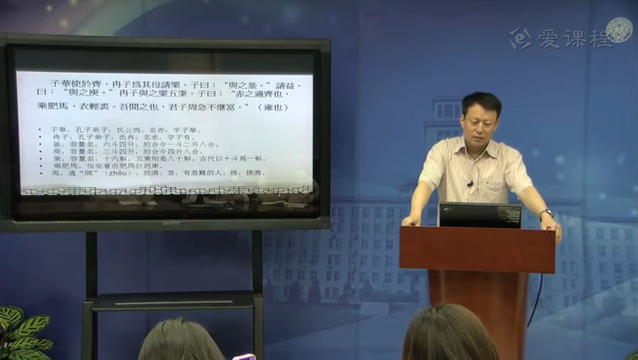 爱课程
子華使於齊，冉子爲其母請粟。子曰："與之釜。"請益。
曰："與之庾。"冉子與之粟五秉。子曰："赤之適齊也，
乘肥馬，衣輕裘。吾聞之也，君子周急不继富。"（雍也）
子華，孔子弟子，氏公西，名赤，字子華。
冉子，孔子弟子，氏冉，名求，字子有。
釜，容量名，六斗四升，約合今一斗二升八合。
庾，容量名，二斗四升，約合今四升八合。
秉，容量名，十六斛，五秉則是八十斛。古代以十斗爲一斛。
乘肥馬，指坐着由肥馬拉的車。
周，通"賙"（zhōu），救濟。急，有急難的人。繼，接濟。